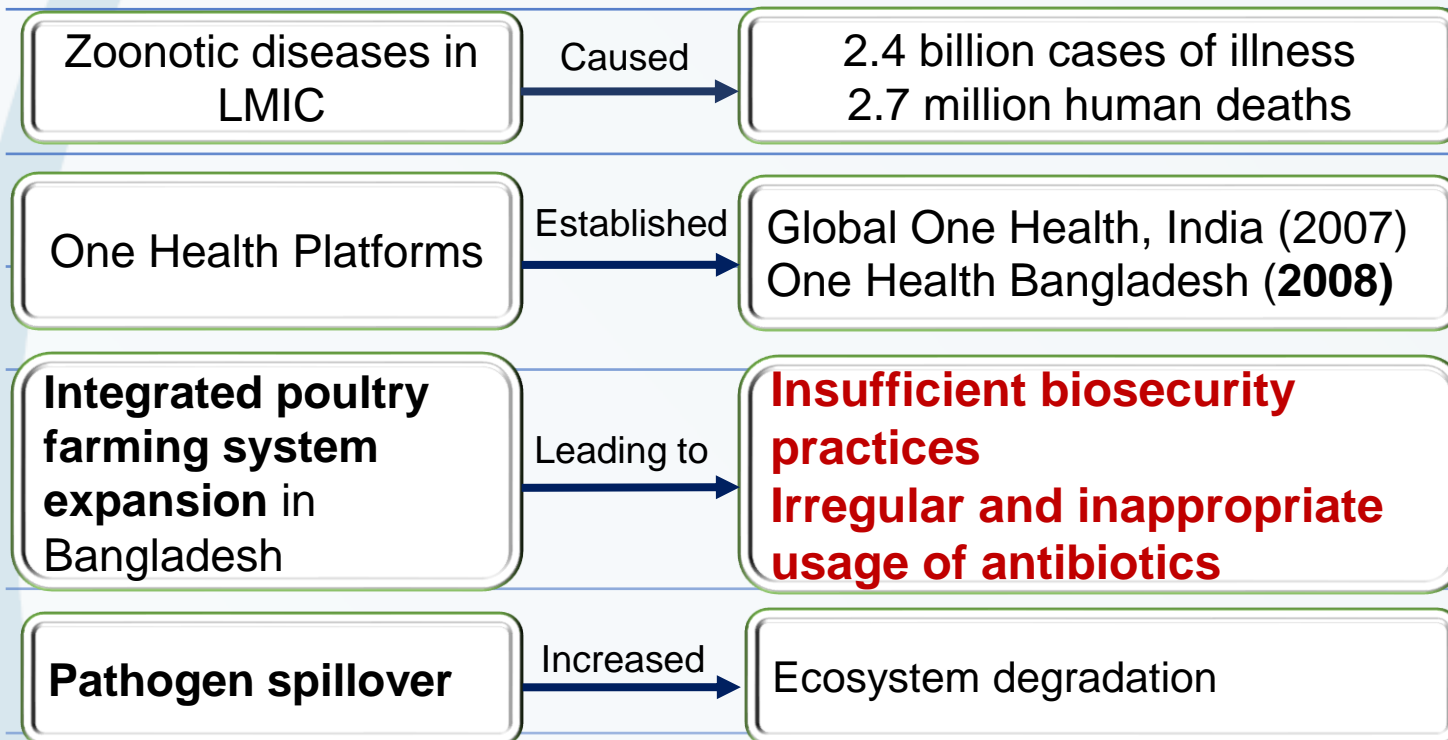 Zoonotic diseases in
LMIC
Caused
2.4 billion cases of illness
2.7 million human deaths
One Health Platforms
Established
Global One Health, India (2007)
One Health Bangladesh (2008)
Integrated poultry
farming system
expansion in
Bangladesh
Leading to
Insufficient biosecurity
practices
Irregular and inappropriate
usage of antibiotics
Pathogen spillover
Increased
Ecosystem degradation